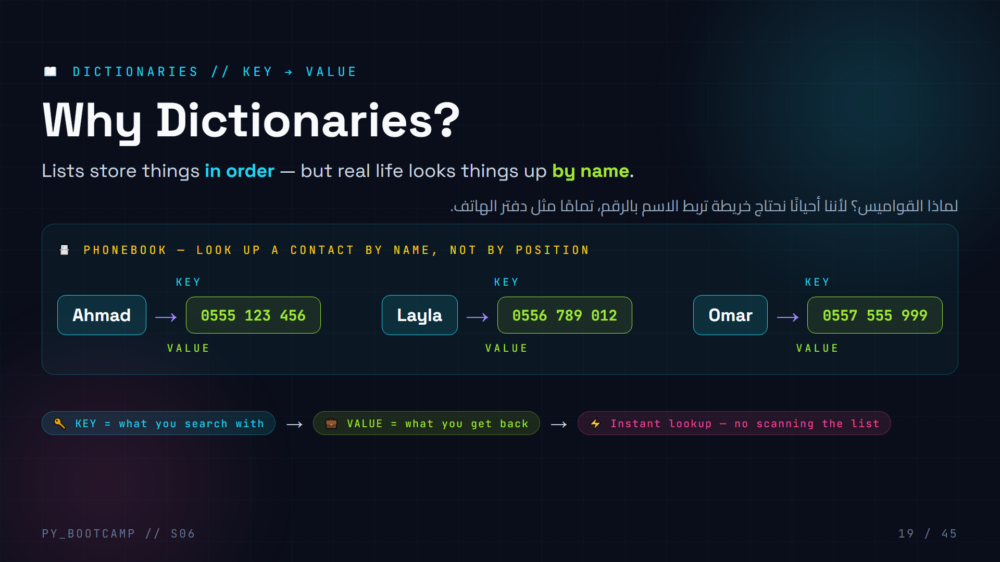 📖 DICTIONARIES // KEY → VALUE
Why Dictionaries?
Lists store things in order — but real life looks things up by name.
لماذا القواميس؟ لأننا أحيانًا نحتاج خريطة تربط الاسم بالرقم، تمامًا مثل دفتر الهاتف.
📇 PHONEBOOK — LOOK UP A CONTACT BY NAME, NOT BY POSITION
KEY KEY KEY
Ahmad → 0555 123 456 Layla → 0556 789 012 Omar → 0557 555 999
VALUE VALUE VALUE
🔑 KEY = what you search with → 💼 VALUE = what you get back → ⚡ Instant lookup — no scanning the list
PY_BOOTCAMP // S06 19 / 45